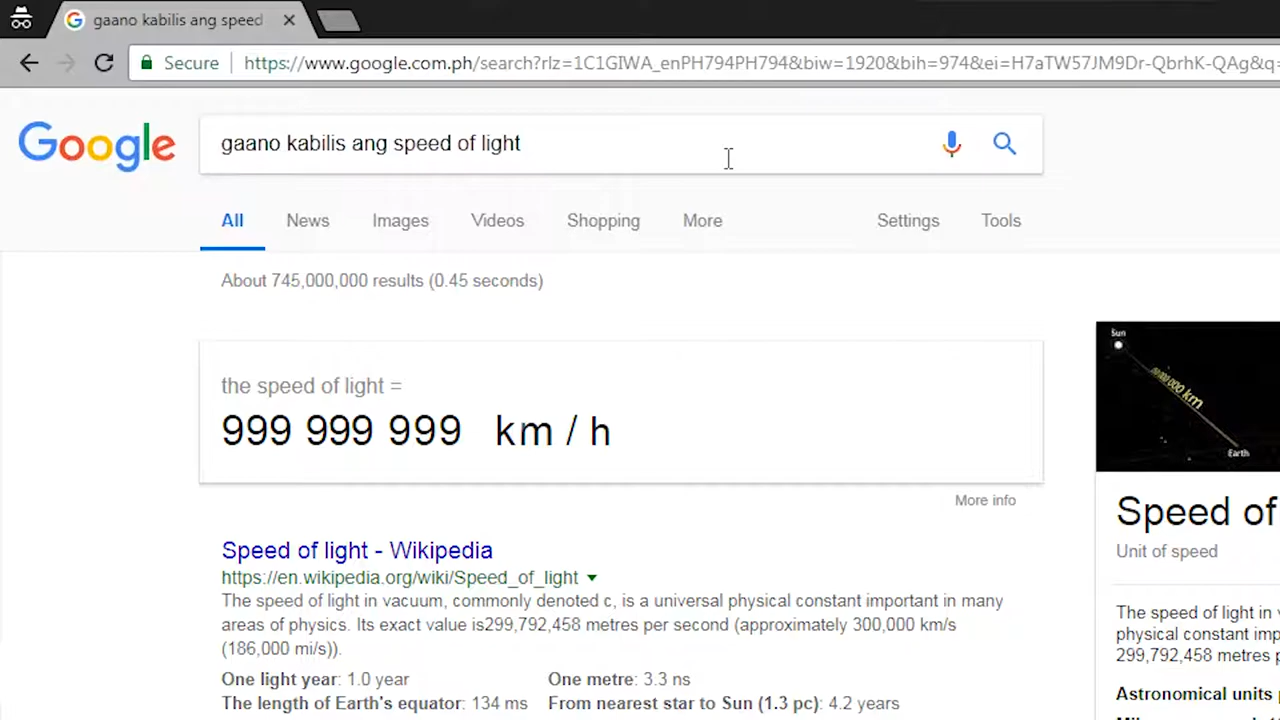 gaano kabilis ang speed
Secure https://www.google.com.ph/search?rlz=1C1GIWA_enPH794PH794&biw=1920&bih=974&ei=H7aTW57JM9Dr-QbrhK-QAg&q=
Google gaano kabilis ang speed of light
All News Images Videos Shopping More Settings Tools
About 745,000,000 results (0.45 seconds)
the speed of light =
999 999 999 km / h
More info
Speed of light - Wikipedia
https://en.wikipedia.org/wiki/Speed_of_light
The speed of light in vacuum, commonly denoted c, is a universal physical constant important in many
areas of physics. Its exact value is299,792,458 metres per second (approximately 300,000 km/s
(186,000 mi/s)).
One light year: 1.0 year One metre: 3.3 ns
The length of Earth's equator: 134 ms From nearest star to Sun (1.3 pc): 4.2 years
Sun
000 km
Earth
Speed of
Unit of speed
The speed of light in
physical constant imp
299,792,458 metres p
Astronomical units